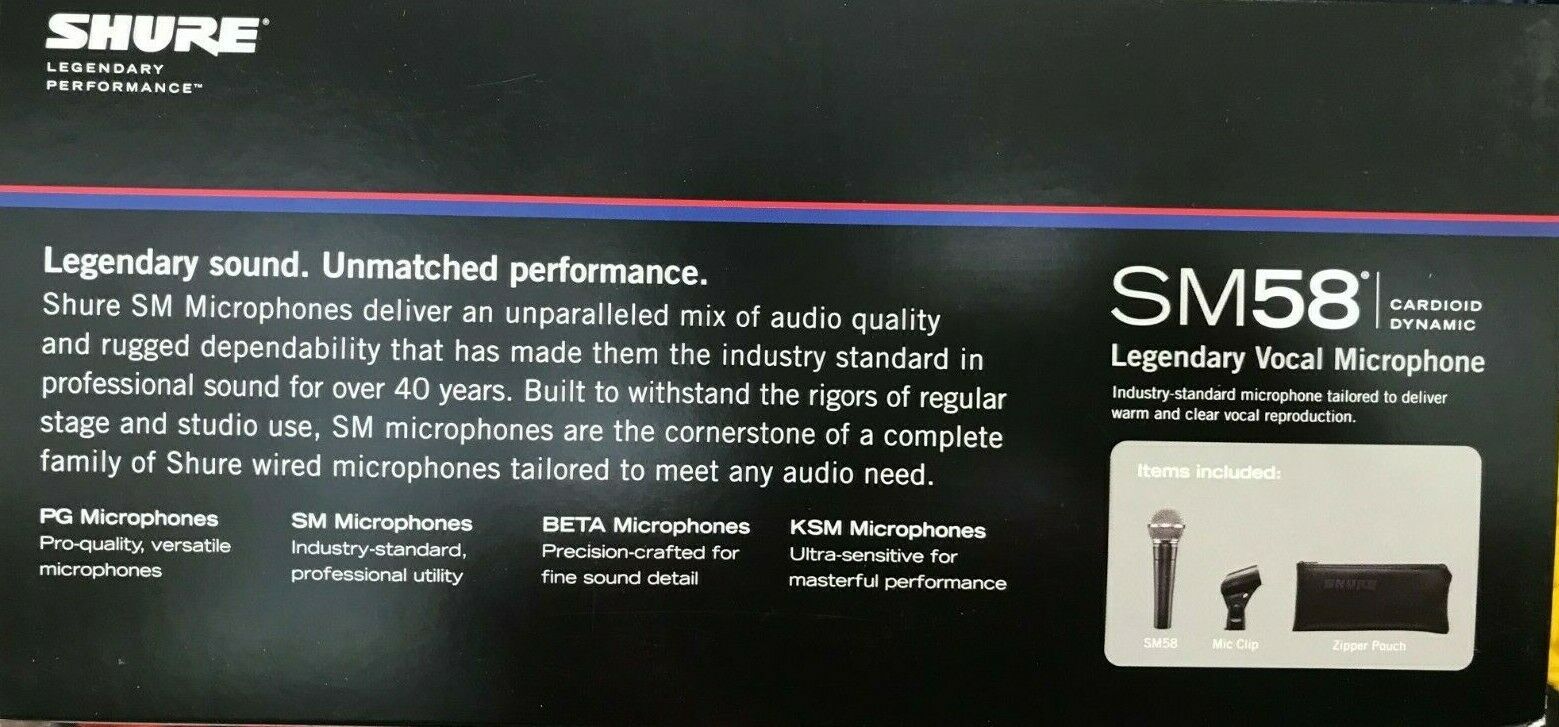 SHURE®
LEGENDARY
PERFORMANCE™
Legendary sound. Unmatched performance.
Shure SM Microphones deliver an unparalleled mix of audio quality
and rugged dependability that has made them the industry standard in
professional sound for over 40 years. Built to withstand the rigors of regular
stage and studio use, SM microphones are the cornerstone of a complete
family of Shure wired microphones tailored to meet any audio need.
PG Microphones
Pro-quality, versatile
microphones
SM Microphones
Industry-standard,
professional utility
BETA Microphones
Precision-crafted for
fine sound detail
KSM Microphones
Ultra-sensitive for
masterful performance
SM58®
CARDIOID
DYNAMIC
Legendary Vocal Microphone
Industry-standard microphone tailored to deliver
warm and clear vocal reproduction.
Items included:
SHURE
SM58
Mic Clip
Zipper Pouch